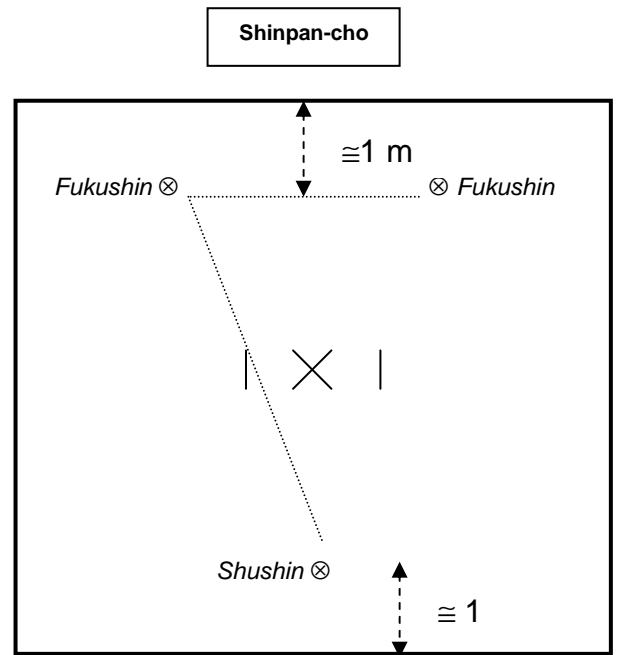 Shinpan-cho
≅1 m
Fukushin ⊗ ⊗ Fukushin
Shushin ⊗
≅ 1